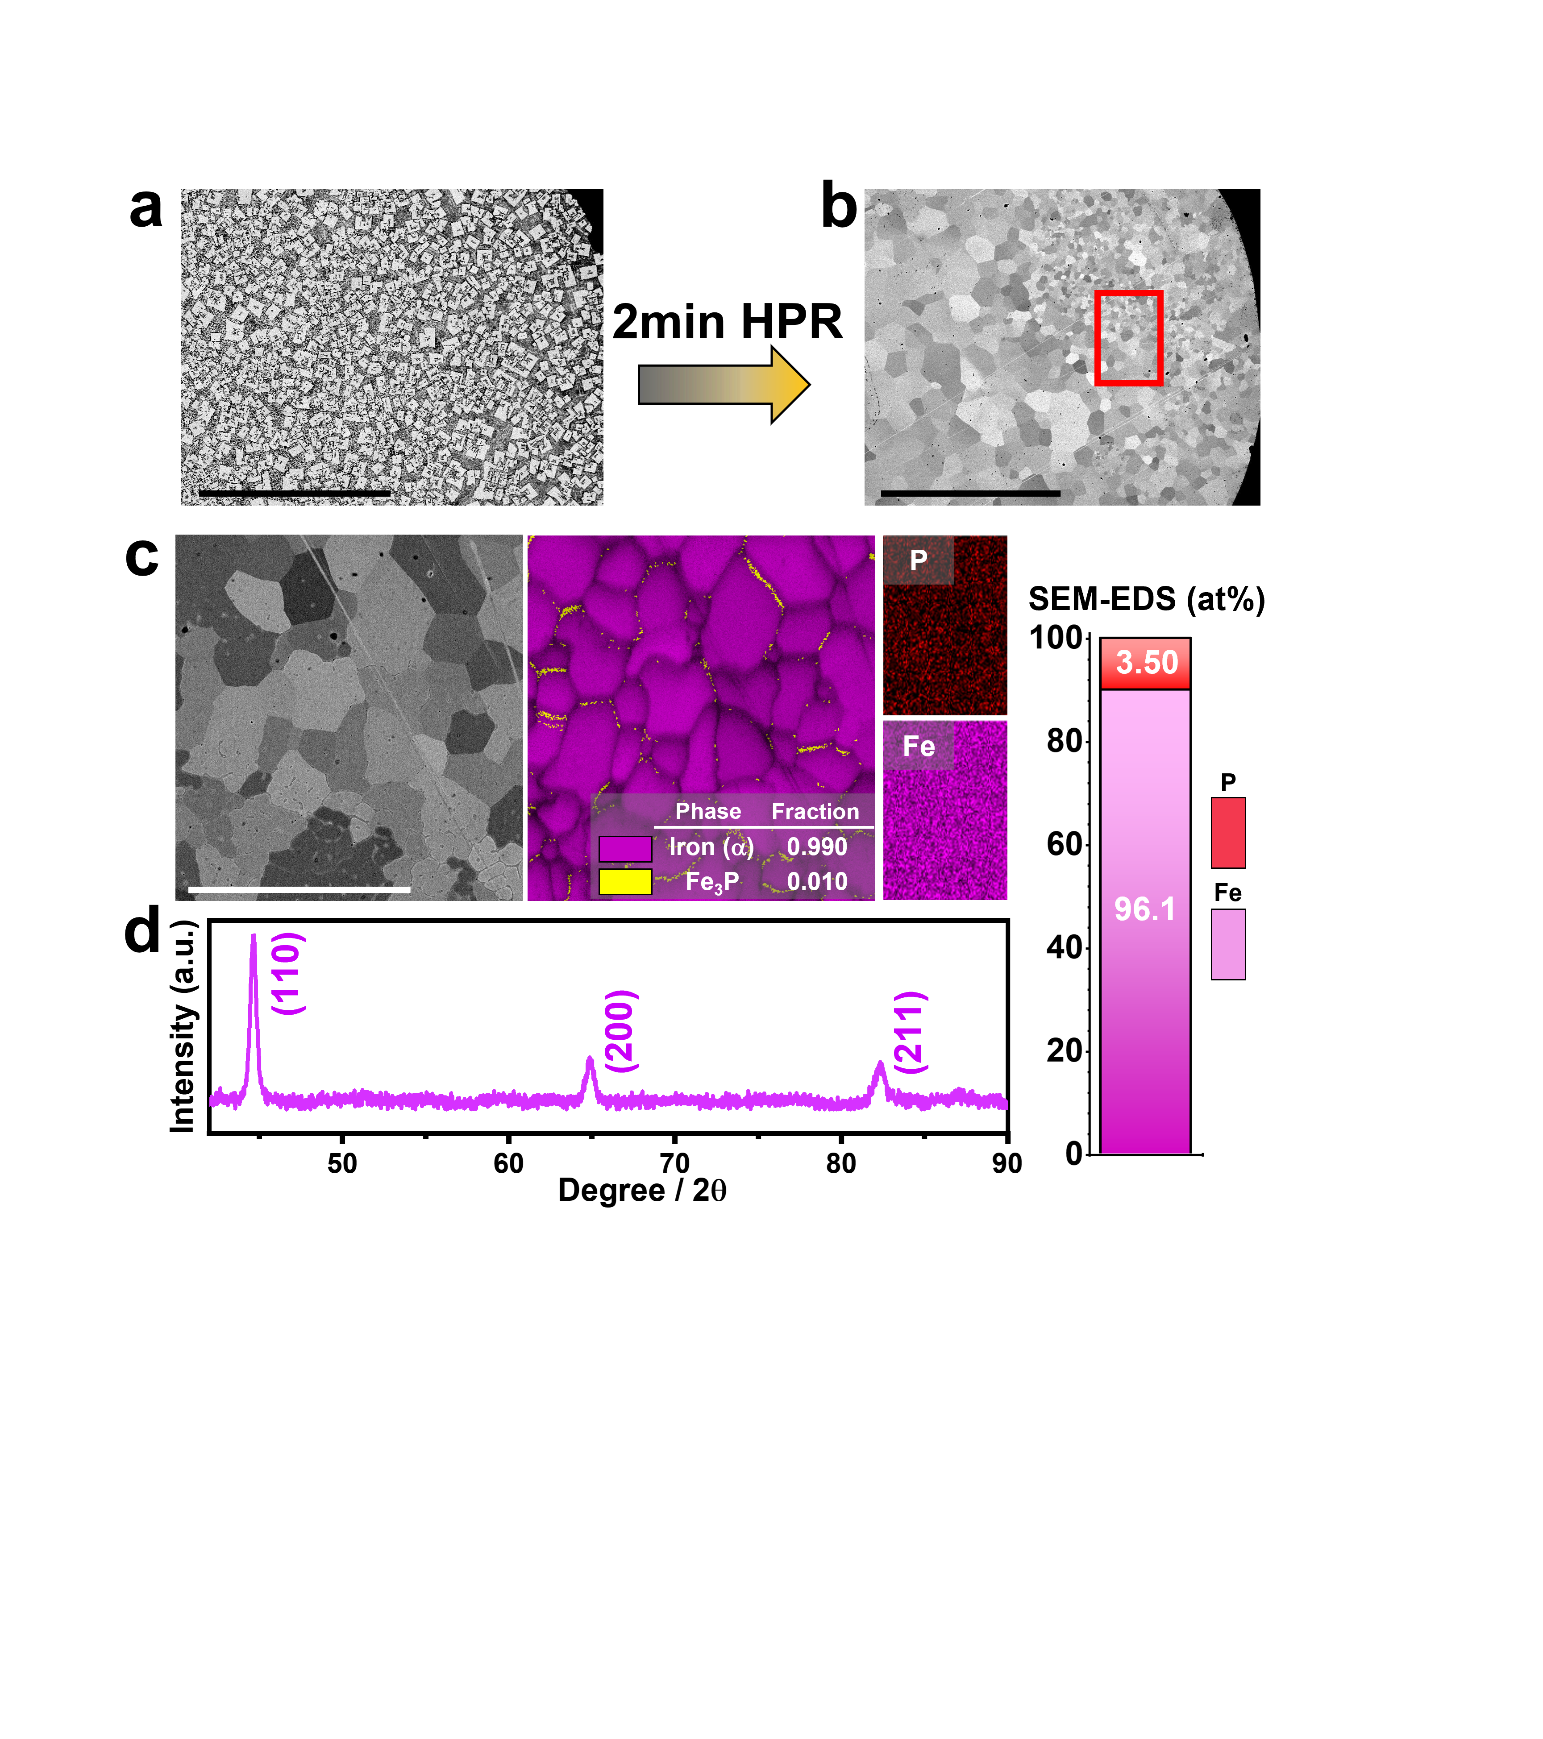 a
b
2min HPR
c
P
Fe
Phase Fraction
Iron (α) 0.990
Fe₃P 0.010
SEM-EDS (at%)
100
80
60
40
20
0
3.50
96.1
P
Fe
d
Intensity (a.u.)
(110)
(200)
(211)
50 60 70 80 90
Degree / 2θ